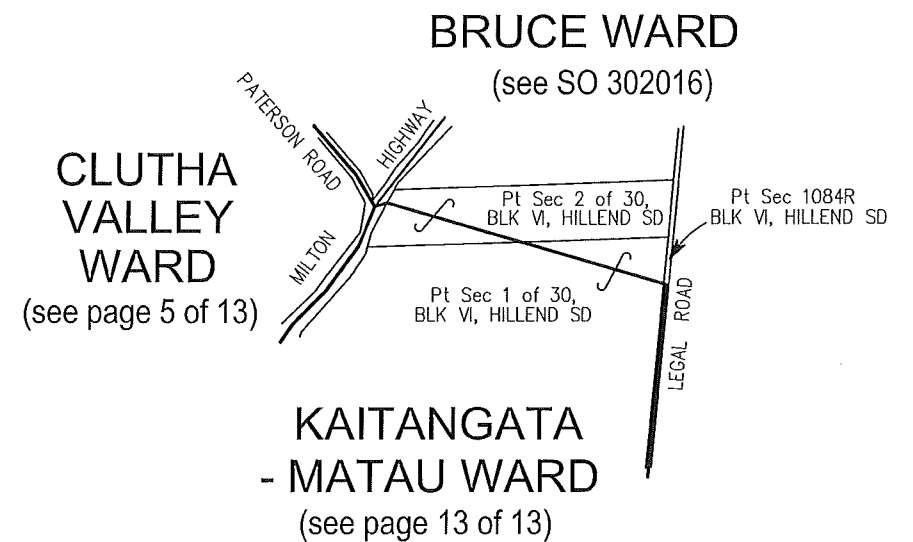 BRUCE WARD
(see SO 302016)
PATERSON ROAD
HIGHWAY
CLUTHA
VALLEY
WARD
(see page 5 of 13)
MILTON
Pt Sec 2 of 30,
BLK VI, HILLEND SD
Pt Sec 1084R
BLK VI, HILLEND SD
Pt Sec 1 of 30,
BLK VI, HILLEND SD
LEGAL ROAD
KAITANGATA
- MATAU WARD
(see page 13 of 13)